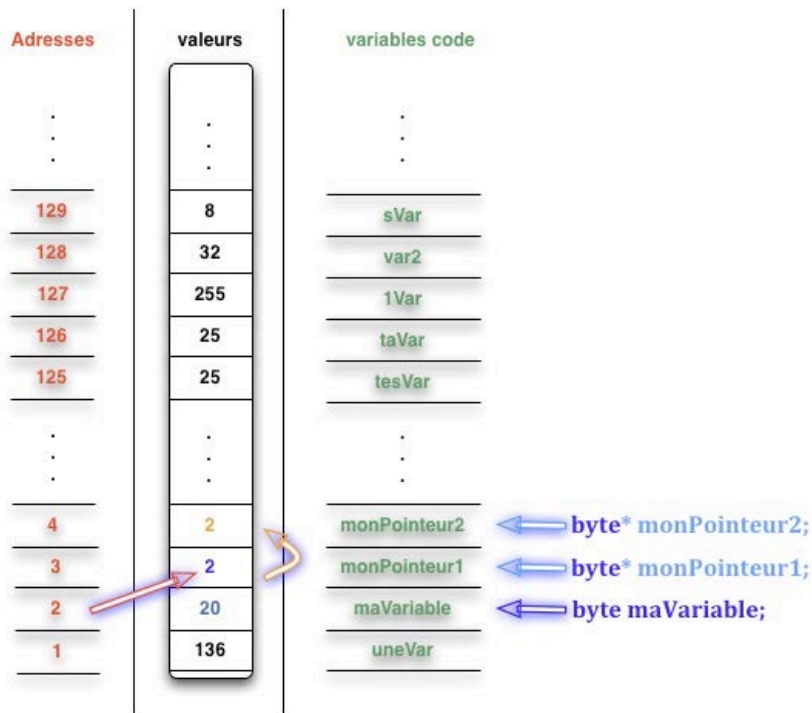 Adresses valeurs variables code
129 8 sVar
128 32 var2
127 255 1Var
126 25 taVar
125 25 tesVar
4 2 monPointeur2 byte* monPointeur2;
3 2 monPointeur1 byte* monPointeur1;
2 20 maVariable byte maVariable;
1 136 uneVar